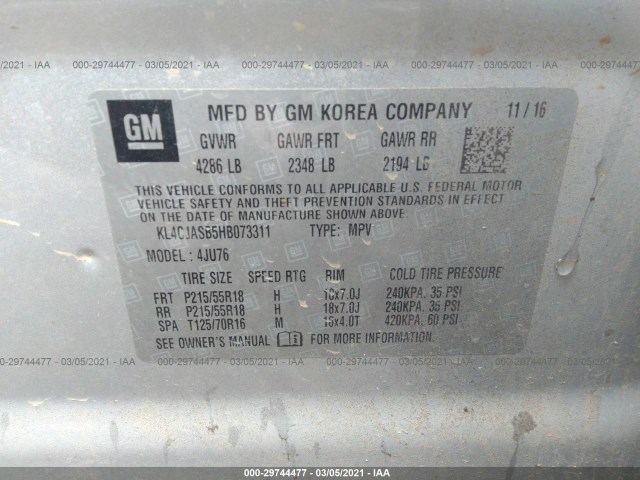 000-29744477 - 03/05/2021 - IAA
GM
MFD BY GM KOREA COMPANY 11/16
GVWR GAWR FRT GAWR RR
4286 LB 2348 LB 2194 LB
THIS VEHICLE CONFORMS TO ALL APPLICABLE U.S. FEDERAL MOTOR
VEHICLE SAFETY AND THEFT PREVENTION STANDARDS IN EFFECT ON
THE DATE OF MANUFACTURE SHOWN ABOVE.
KL4CJASB5HB073311 TYPE: MPV
MODEL: 4JU76
TIRE SIZE SPEED RTG RIM COLD TIRE PRESSURE
FRT P215/55R18 H 18x7.0J 240KPA, 35 PSI
RR P215/55R18 H 18x7.0J 240KPA, 35 PSI
SPA T125/70R16 M 16x4.0T 420KPA, 60 PSI
SEE OWNER'S MANUAL FOR MORE INFORMATION.
000-29744477 - 03/05/2021 - IAA